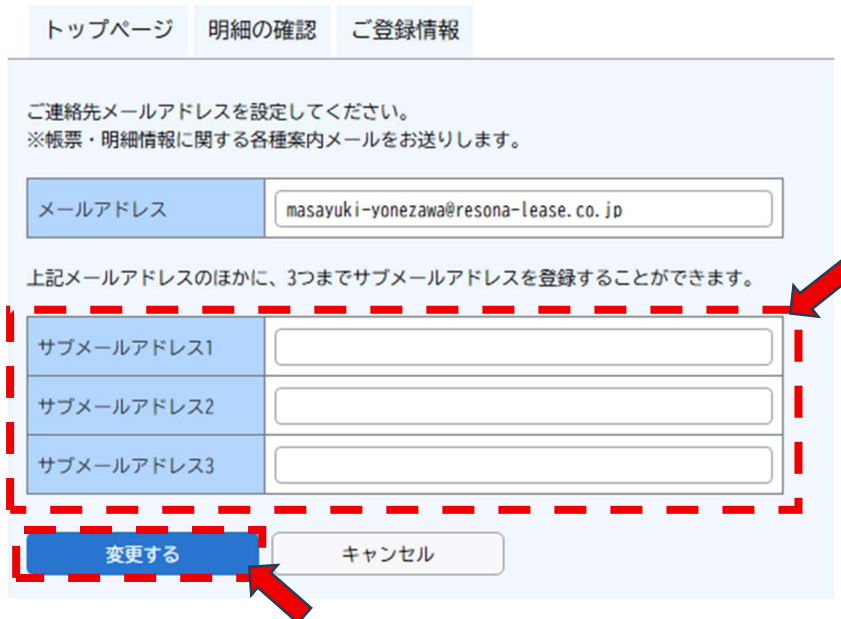 トップページ 明細の確認 ご登録情報
ご連絡先メールアドレスを設定してください。
※帳票・明細情報に関する各種案内メールをお送りします。
メールアドレス masayuki-yonezawa@resona-lease.co.jp
上記メールアドレスのほかに、3つまでサブメールアドレスを登録することができます。
サブメールアドレス1
サブメールアドレス2
サブメールアドレス3
変更する キャンセル